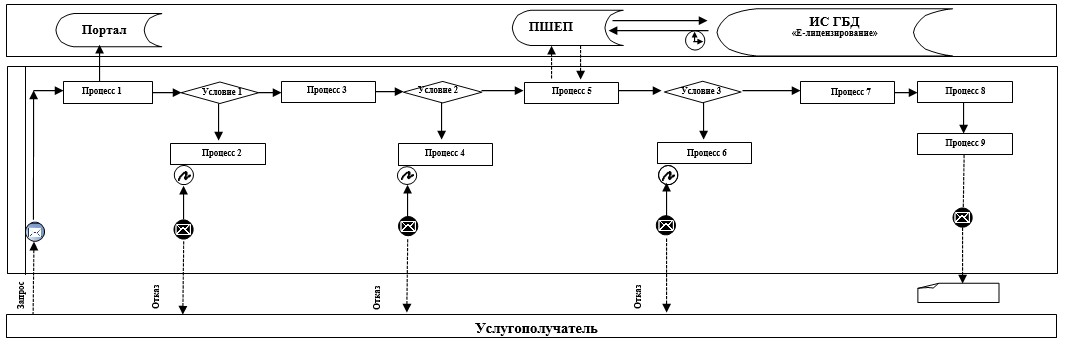 Портал
ПШЕП
ИС ГБД
«Е-лицензирование»
Процесс 1
Условие 1
Процесс 3
Условие 2
Процесс 5
Условие 3
Процесс 7
Процесс 8
Процесс 2
Процесс 4
Процесс 6
Процесс 9
Запрос
Отказ
Отказ
Отказ
Услугополучатель